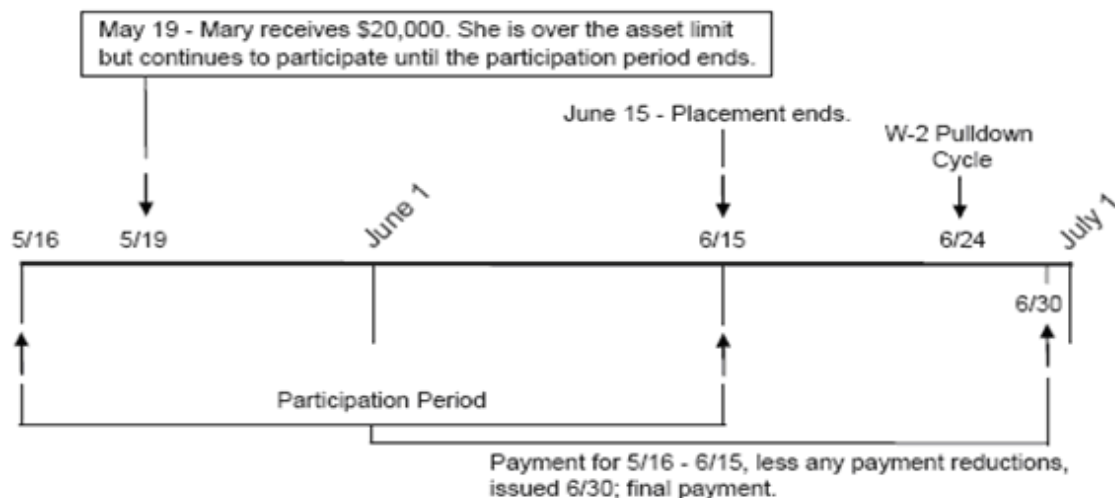 May 19 - Mary receives $20,000. She is over the asset limit
but continues to participate until the participation period ends.
June 15 - Placement ends.
W-2 Pulldown
Cycle
5/16
5/19
June 1
6/15
6/24
July 1
6/30
Participation Period
Payment for 5/16 - 6/15, less any payment reductions,
issued 6/30; final payment.